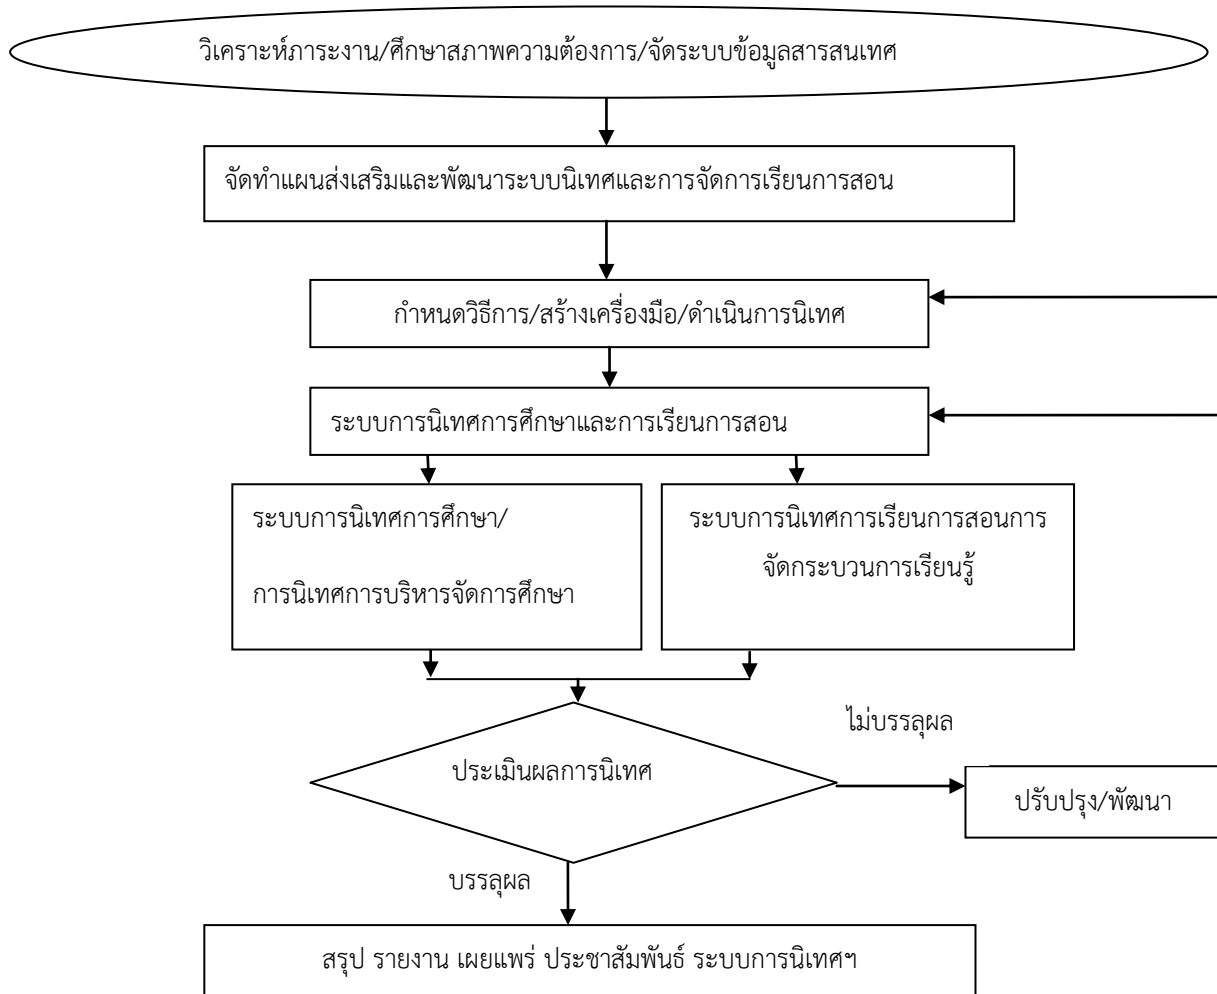 วิเคราะห์ภาระงาน/ศึกษาสภาพความต้องการ/จัดระบบข้อมูลสารสนเทศ
จัดทำแผนส่งเสริมและพัฒนาระบบนิเทศและการจัดการเรียนการสอน
กำหนดวิธีการ/สร้างเครื่องมือ/ดำเนินการนิเทศ
ระบบการนิเทศการศึกษาและการเรียนการสอน
ระบบการนิเทศการศึกษา/
การนิเทศการบริหารจัดการศึกษา
ระบบการนิเทศการเรียนการสอนการ
จัดกระบวนการเรียนรู้
ไม่บรรลุผล
ประเมินผลการนิเทศ
ปรับปรุง/พัฒนา
บรรลุผล
สรุป รายงาน เผยแพร่ ประชาสัมพันธ์ ระบบการนิเทศฯ